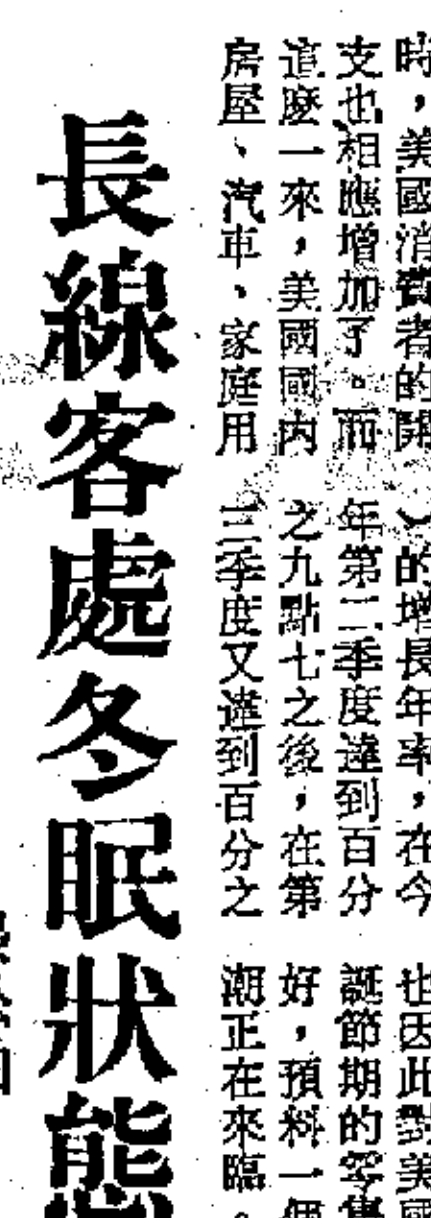 時，美國消費者的開
支也相應增加了。而
這麼一來，美國國内
房屋、汽車、家庭用
）的增長年率，在今
年第二季度達到百分
之九點七之後，在第
三季度又達到百分之
也因此對美國
誕節期的零售
好，預料一個
潮正在來臨。
長線客處冬眠狀態